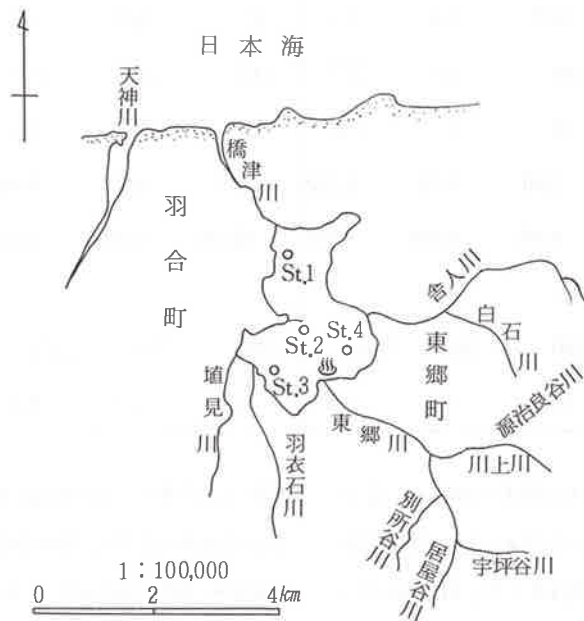 日本海
天神川
橋津川
羽合町
St.1
舎人川
白石川
St.4
St.2
東郷町
St.3
源治良谷川
埴見川
羽衣石川
東郷川
川上川
別所谷川
居屋谷川
宇坪谷川
1：100,000
0 2 4km